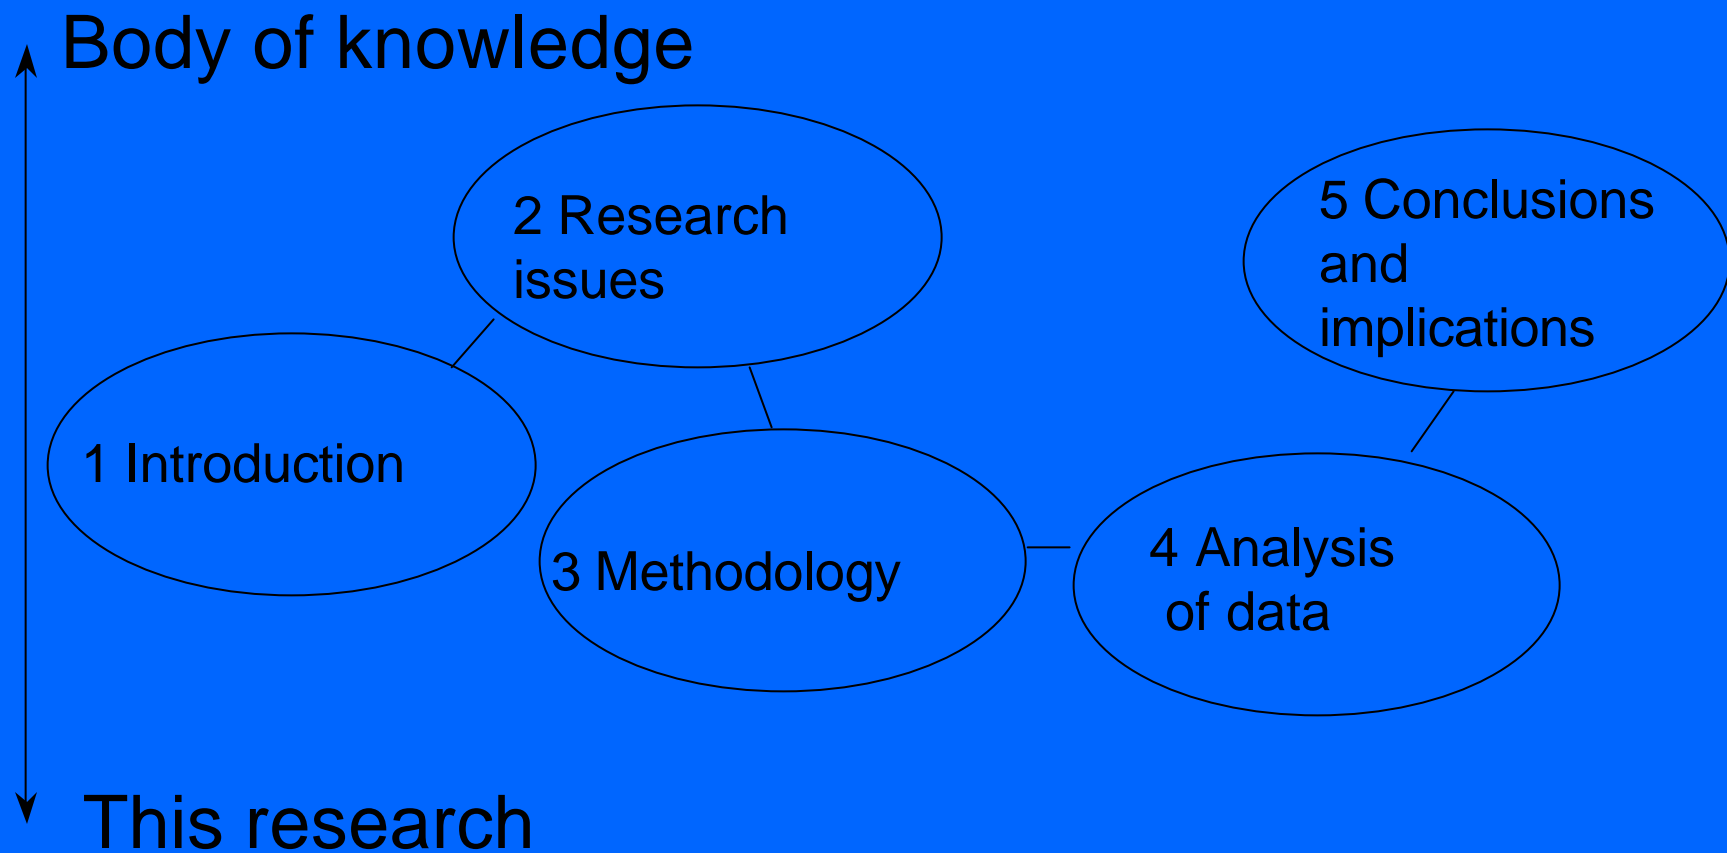 Body of knowledge
2 Research
issues
5 Conclusions
and
implications
1 Introduction
3 Methodology
4 Analysis
of data
This research